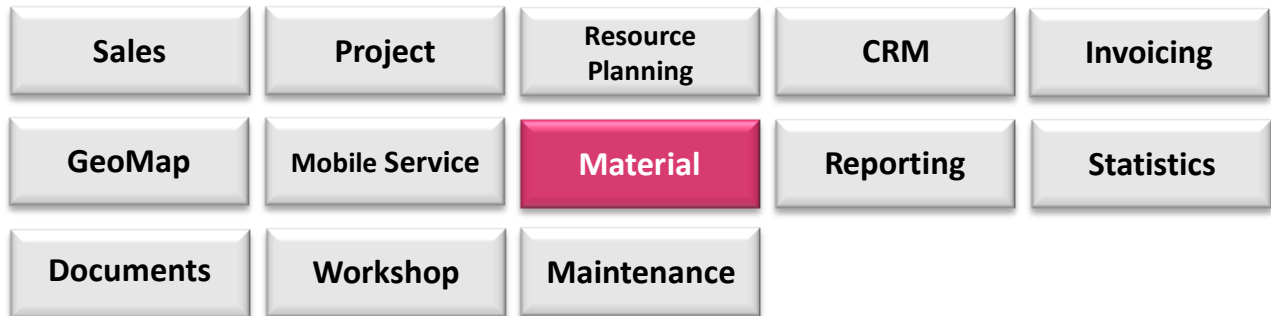 Sales
Project
Resource
Planning
CRM
Invoicing
GeoMap
Mobile Service
Material
Reporting
Statistics
Documents
Workshop
Maintenance